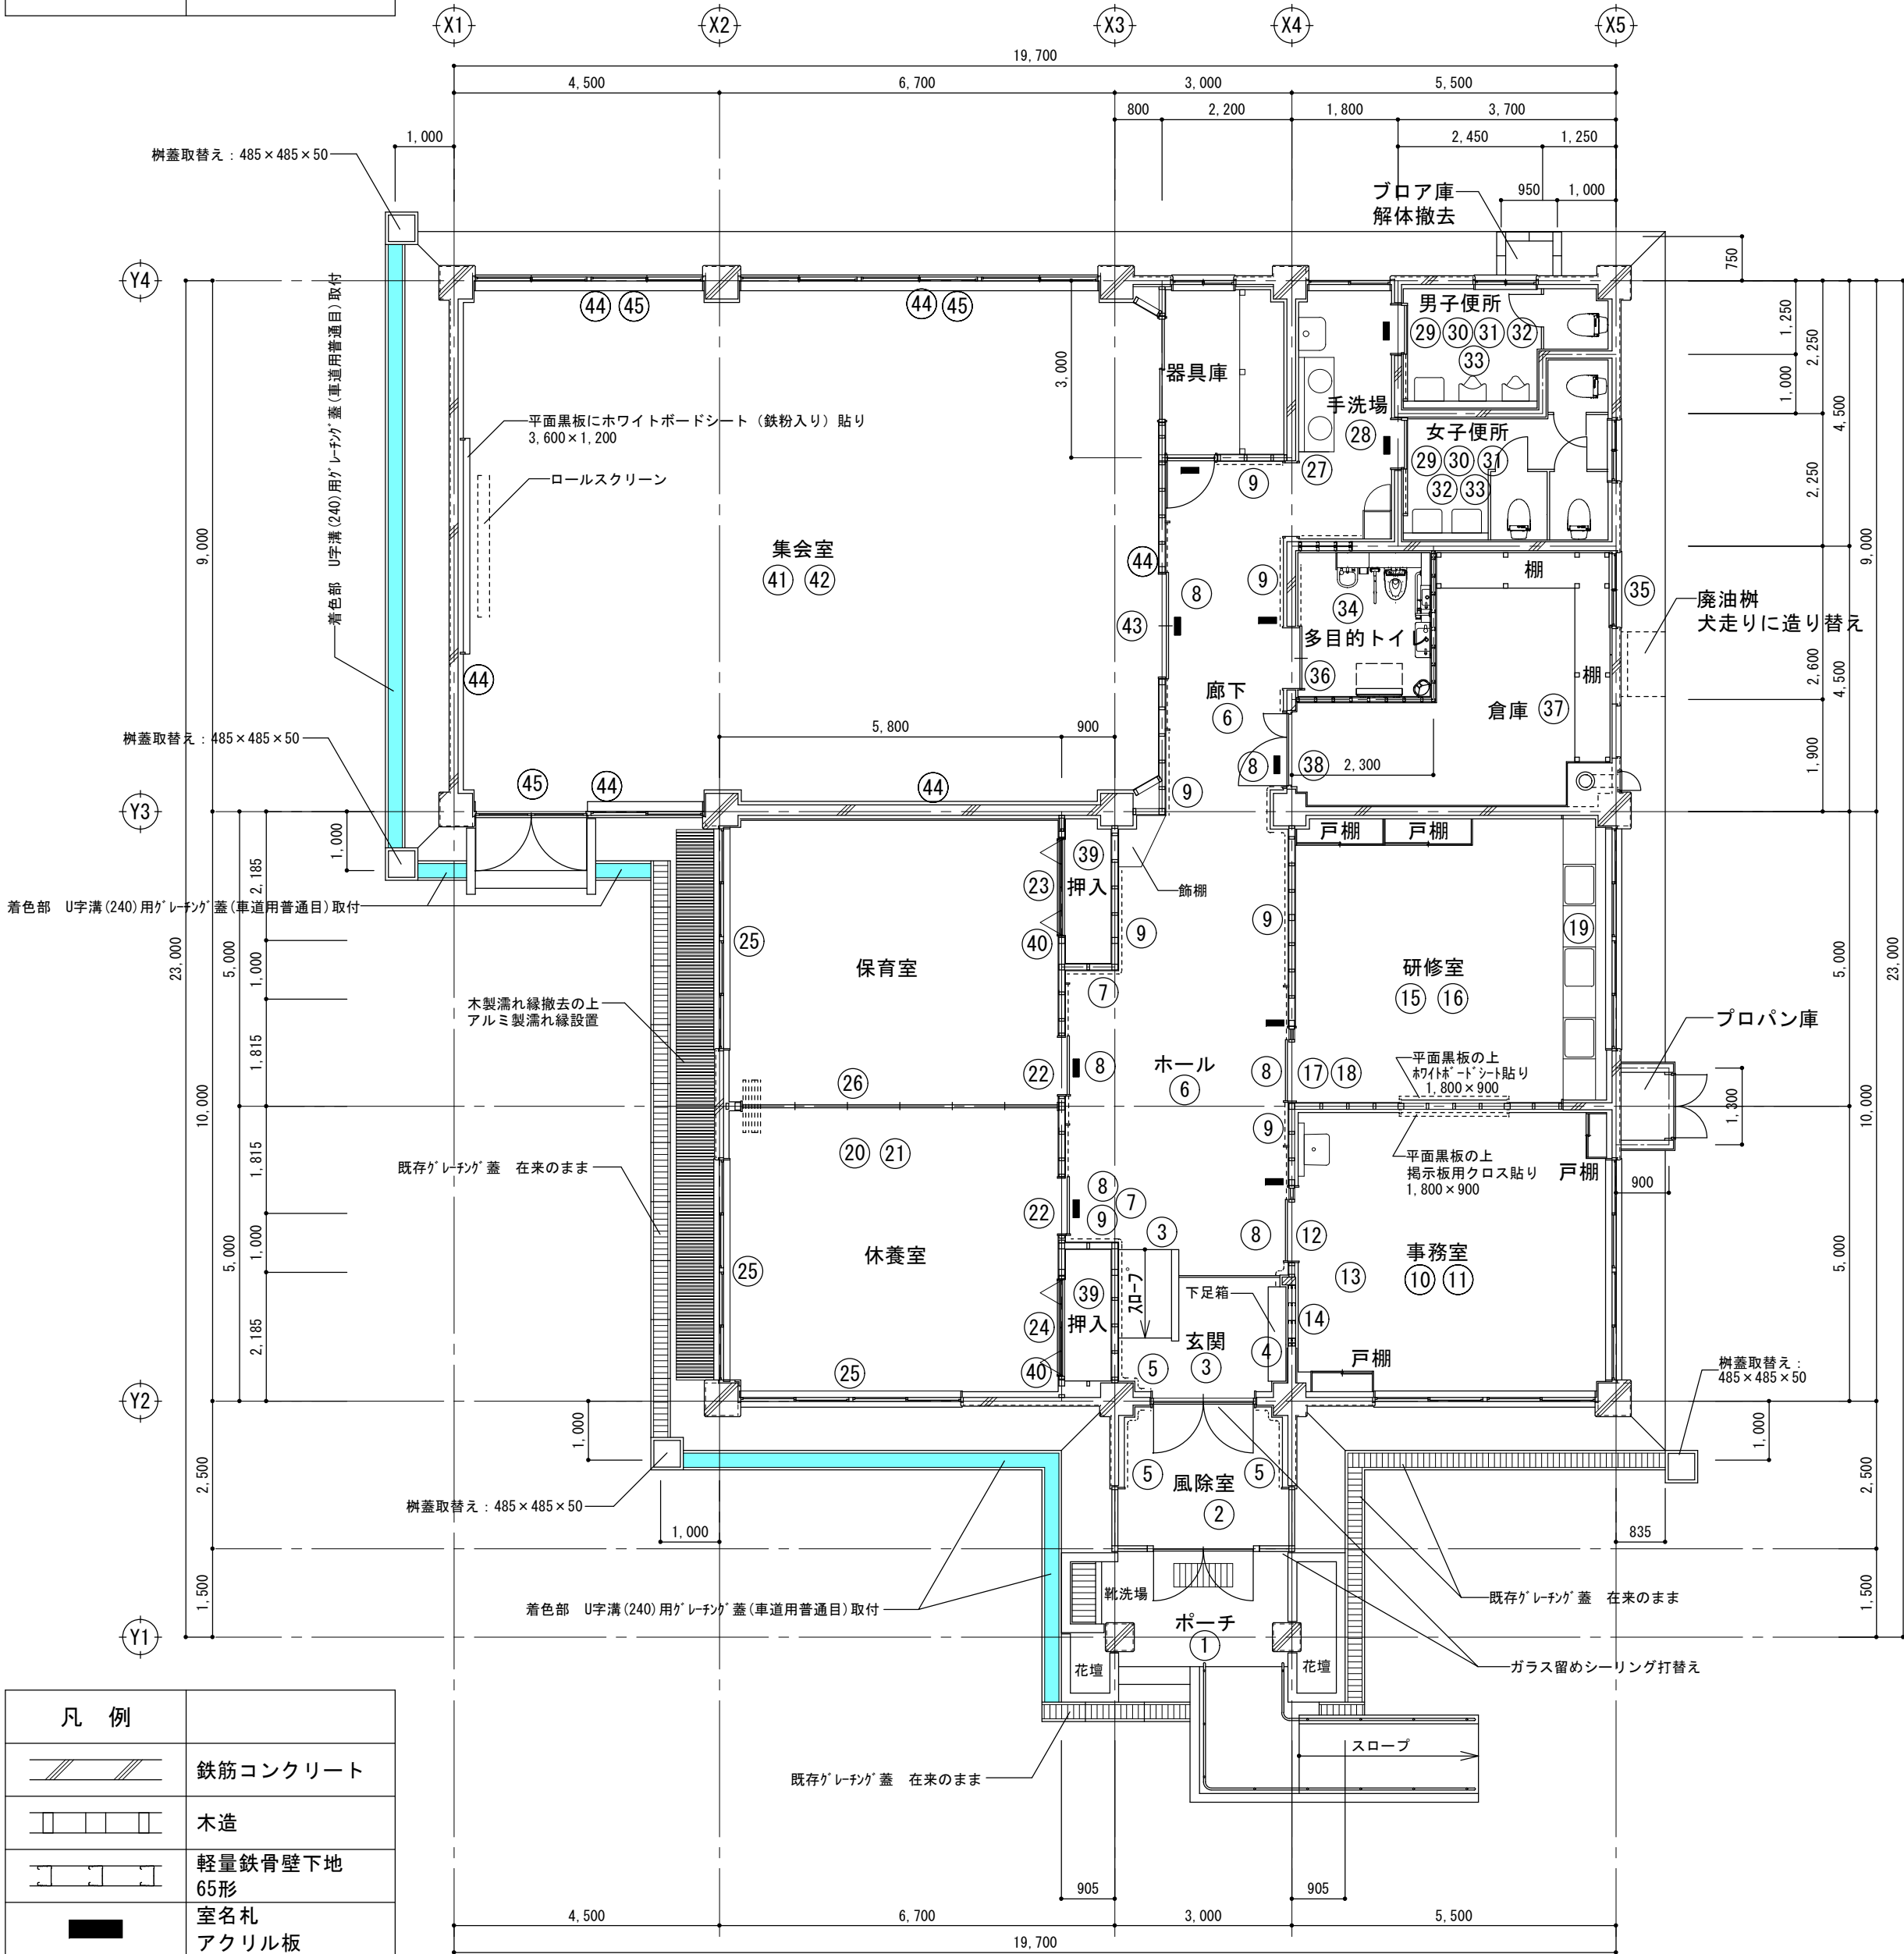 X1
X2
X3
X4
X5
19,700
4,500
6,700
3,000
5,500
800
2,200
1,800
3,700
1,000
2,450
1,250
桝蓋取替え：485×485×50
ブロア庫
解体撤去
950
1,000
750
Y4
44
45
44
45
男子便所
29
30
31
32
33
1,250
2,250
1,000
3,000
器具庫
手洗場
28
4,500
着色部　U字溝(240)用ｸﾞﾚｰﾁﾝｸﾞ蓋(車道用普通目)取付
平面黒板にホワイトボードシート（鉄粉入り）貼り
3,600×1,200
女子便所
29
30
31
32
33
27
9
ロールスクリーン
2,250
9,000
集会室
41
42
44
8
9
34
棚
35
9,000
廃油桝
犬走りに造り替え
43
多目的トイレ
44
36
廊下
6
棚
倉庫
37
2,600
4,500
桝蓋取替え：485×485×50
5,800
900
8
38
2,300
1,900
45
44
44
9
Y3
戸棚
戸棚
1,000
2,185
39
押入
23
飾棚
19
着色部　U字溝(240)用ｸﾞﾚｰﾁﾝｸﾞ蓋(車道用普通目)取付
9
9
25
40
23,000
5,000
1,000
保育室
研修室
15
16
5,000
23,000
7
木製濡れ縁撤去の上
アルミ製濡れ縁設置
プロパン庫
1,815
22
8
ホール
6
8
17
18
平面黒板の上
ﾎﾜｲﾄﾎﾞｰﾄﾞｼｰﾄ貼り
1,800×900
26
10,000
1,300
10,000
9
20
21
1,815
既存ｸﾞﾚｰﾁﾝｸﾞ蓋　在来のまま
平面黒板の上
掲示板用クロス貼り
1,800×900
戸棚
900
8
7
22
9
3
8
12
5,000
1,000
休養室
事務室
10
11
13
5,000
25
39
押入
ｽﾛｰﾌﾟ
下足箱
2,185
24
玄関
3
4
14
戸棚
40
5
25
桝蓋取替え：
485×485×50
Y2
1,000
1,000
2,500
5
風除室
2
5
2,500
桝蓋取替え：485×485×50
1,000
835
靴洗場
着色部　U字溝(240)用ｸﾞﾚｰﾁﾝｸﾞ蓋(車道用普通目)取付
既存ｸﾞﾚｰﾁﾝｸﾞ蓋　在来のまま
1,500
1,500
Y1
ポーチ
1
花壇
花壇
ガラス留めシーリング打替え
凡　例
鉄筋コンクリート
スロープ
既存ｸﾞﾚｰﾁﾝｸﾞ蓋　在来のまま
木造
軽量鉄骨壁下地
65形
905
905
室名札
アクリル板
4,500
6,700
3,000
5,500
19,700